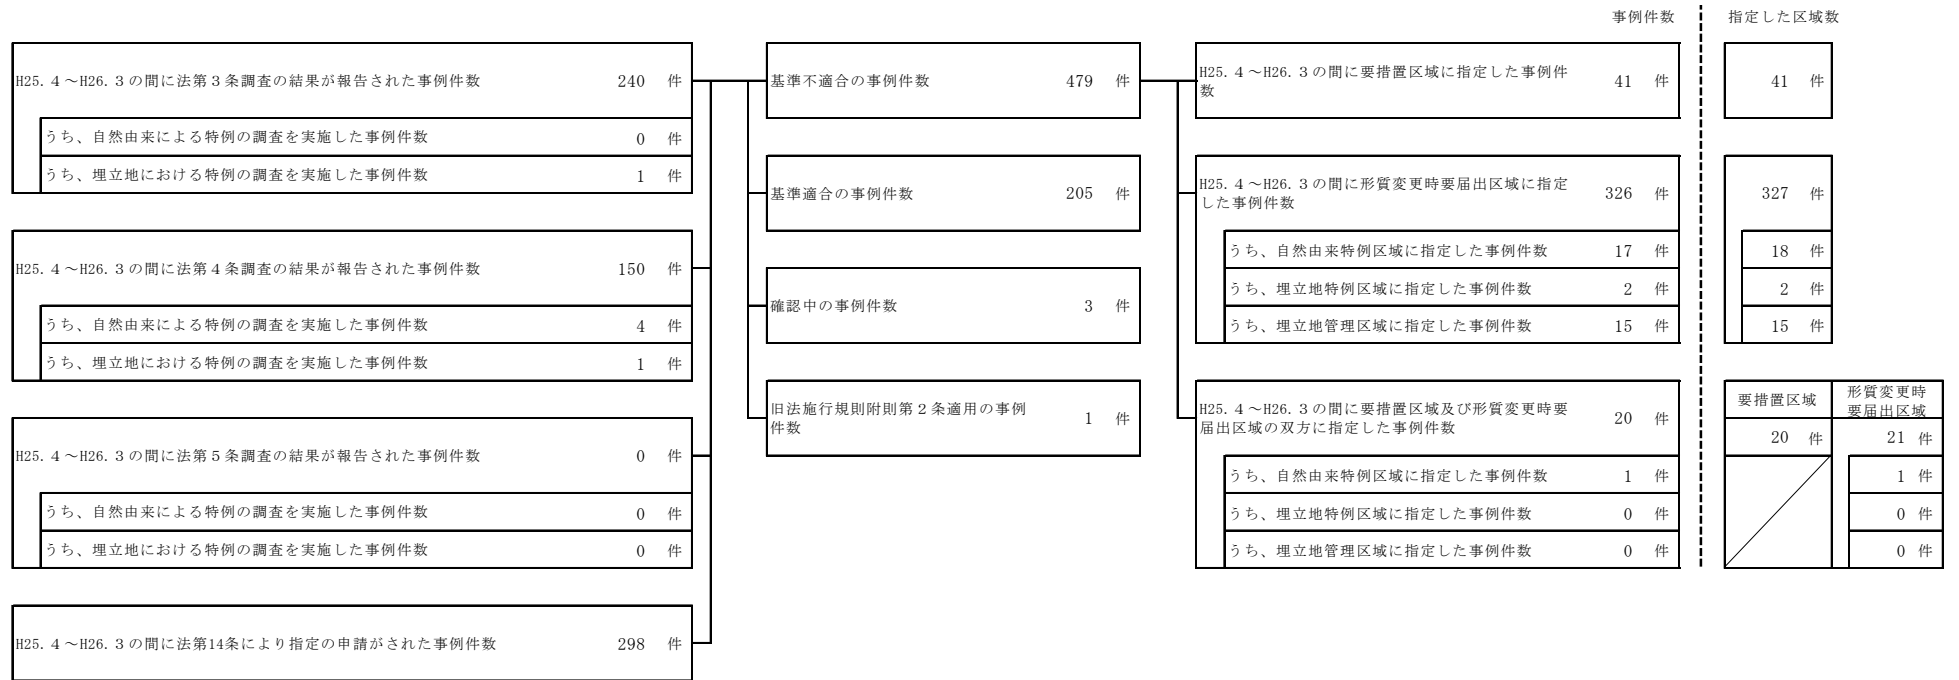 事例件数
指定した区域数
H25.4～H26.3の間に法第3条調査の結果が報告された事例件数 240 件
うち、自然由来による特例の調査を実施した事例件数 0 件
うち、埋立地における特例の調査を実施した事例件数 1 件
H25.4～H26.3の間に法第4条調査の結果が報告された事例件数 150 件
うち、自然由来による特例の調査を実施した事例件数 4 件
うち、埋立地における特例の調査を実施した事例件数 1 件
H25.4～H26.3の間に法第5条調査の結果が報告された事例件数 0 件
うち、自然由来による特例の調査を実施した事例件数 0 件
うち、埋立地における特例の調査を実施した事例件数 0 件
H25.4～H26.3の間に法第14条により指定の申請がされた事例件数 298 件
基準不適合の事例件数 479 件
基準適合の事例件数 205 件
確認中の事例件数 3 件
旧法施行規則附則第2条適用の事例
件数 1 件
H25.4～H26.3の間に要措置区域に指定した事例件
数 41 件
H25.4～H26.3の間に形質変更時要届出区域に指定
した事例件数 326 件
うち、自然由来特例区域に指定した事例件数 17 件
うち、埋立地特例区域に指定した事例件数 2 件
うち、埋立地管理区域に指定した事例件数 15 件
H25.4～H26.3の間に要措置区域及び形質変更時要
届出区域の双方に指定した事例件数 20 件
うち、自然由来特例区域に指定した事例件数 1 件
うち、埋立地特例区域に指定した事例件数 0 件
うち、埋立地管理区域に指定した事例件数 0 件
41 件
327 件
18 件
2 件
15 件
要措置区域
形質変更時
要届出区域
20 件
21 件
1 件
0 件
0 件